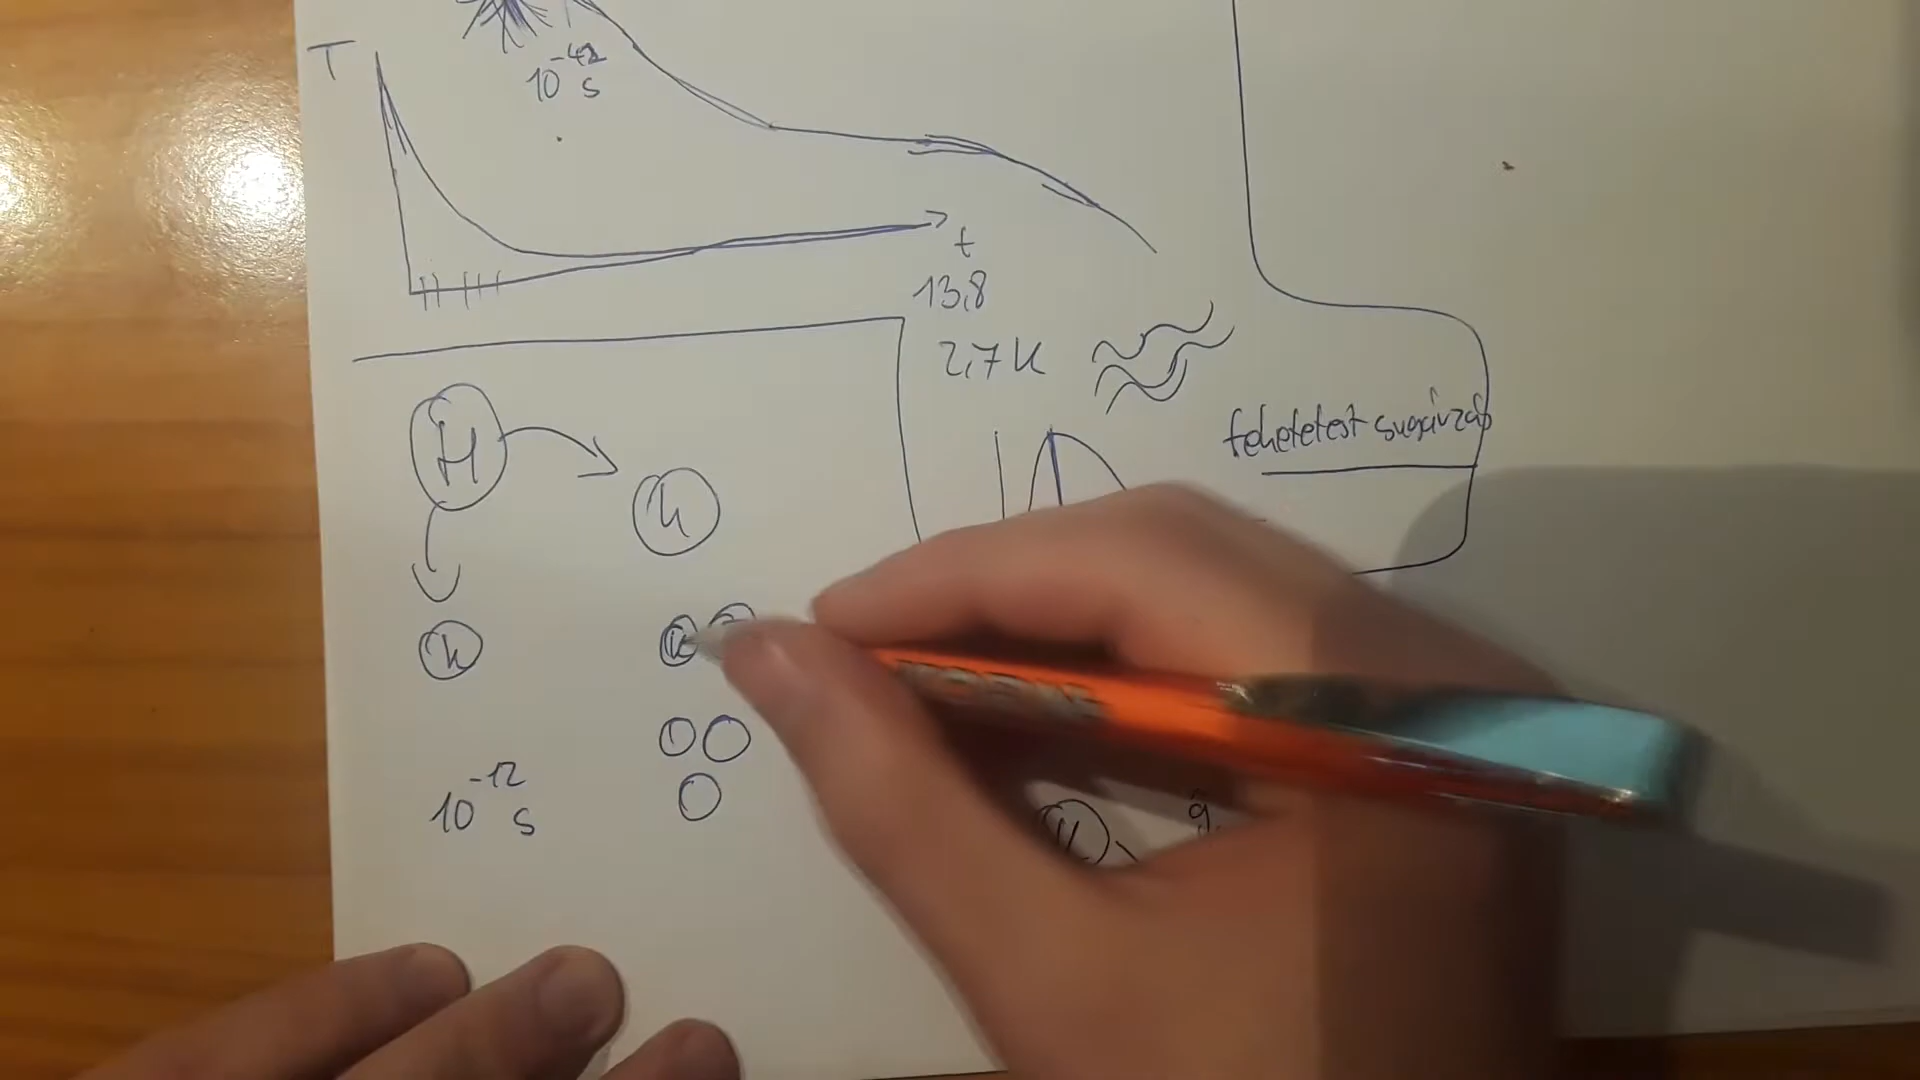 T
10⁻⁴² s
t
13,8
2,7 K
feketetest sugárzás
H
k
k
k
10⁻¹² s